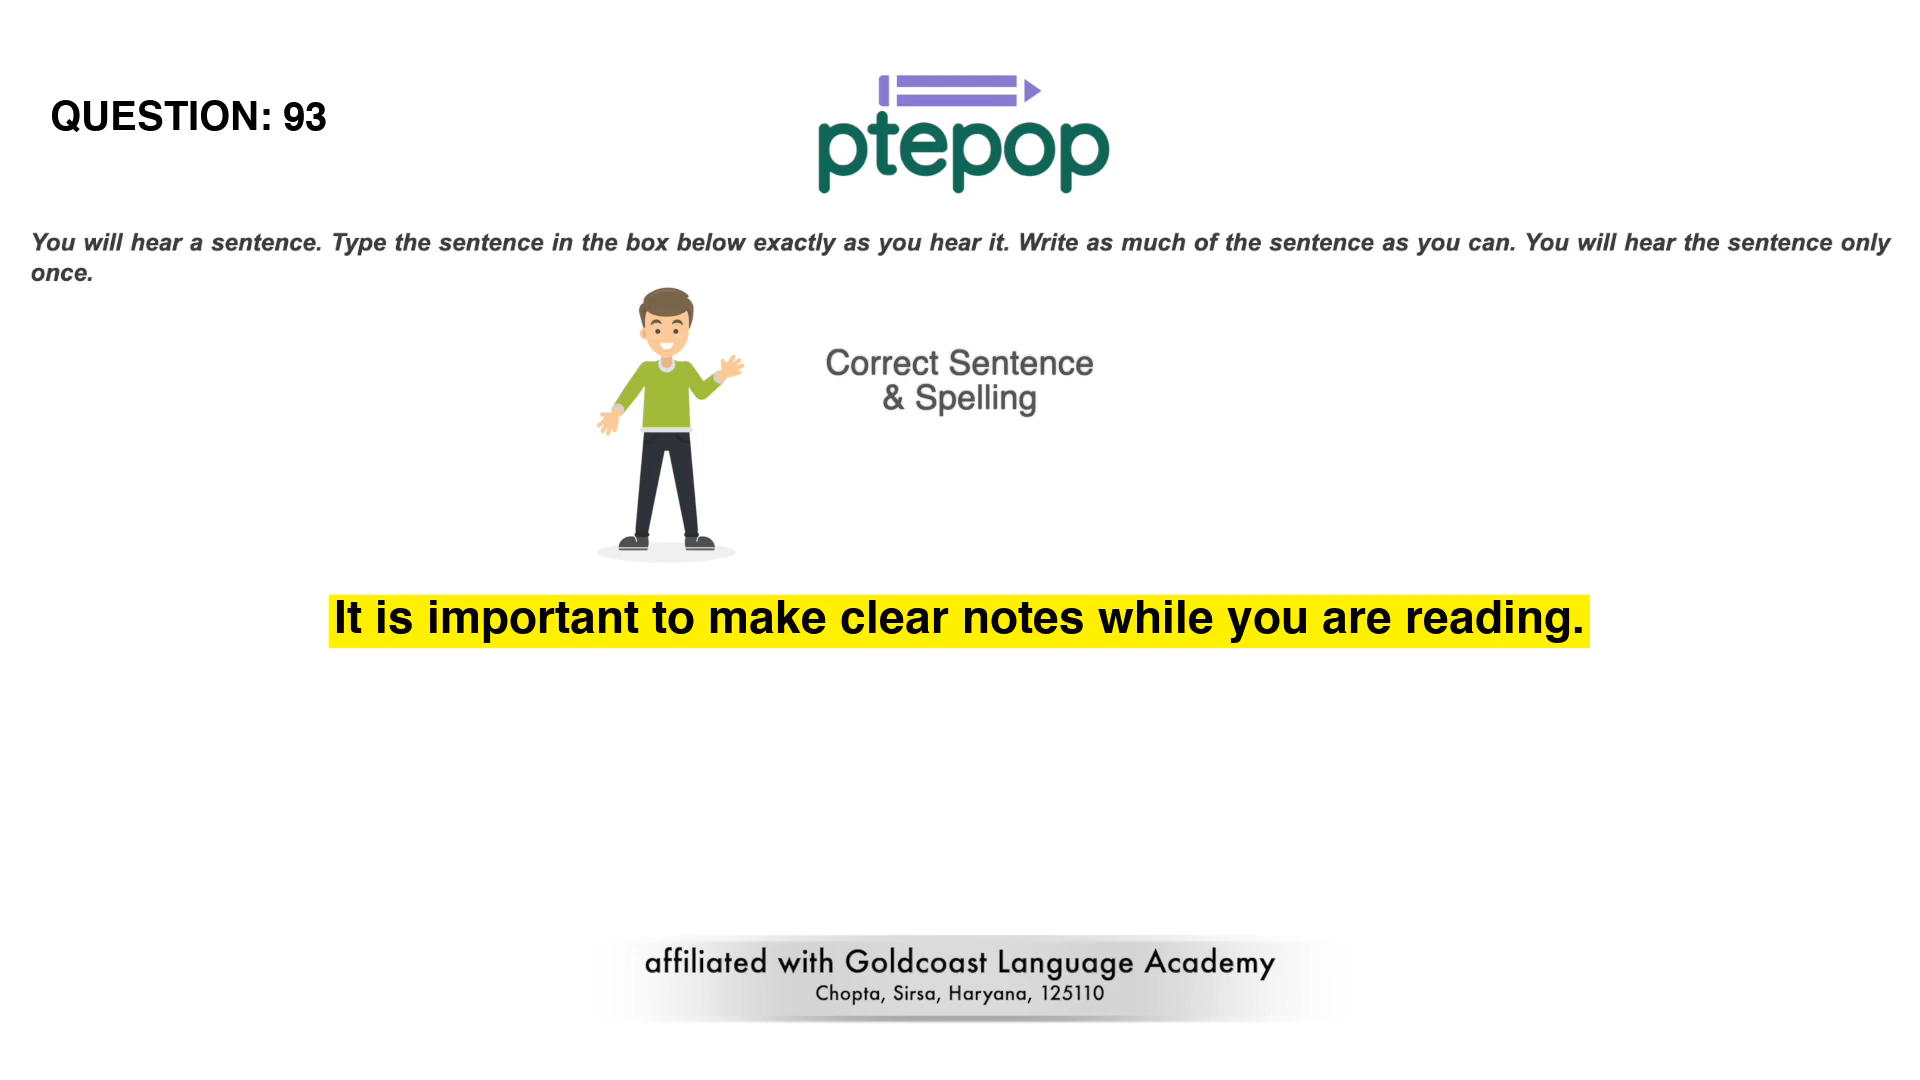 QUESTION: 93
ptepop
You will hear a sentence. Type the sentence in the box below exactly as you hear it. Write as much of the sentence as you can. You will hear the sentence only
once.
Correct Sentence
& Spelling
It is important to make clear notes while you are reading.
affiliated with Goldcoast Language Academy
Chopta, Sirsa, Haryana, 125110